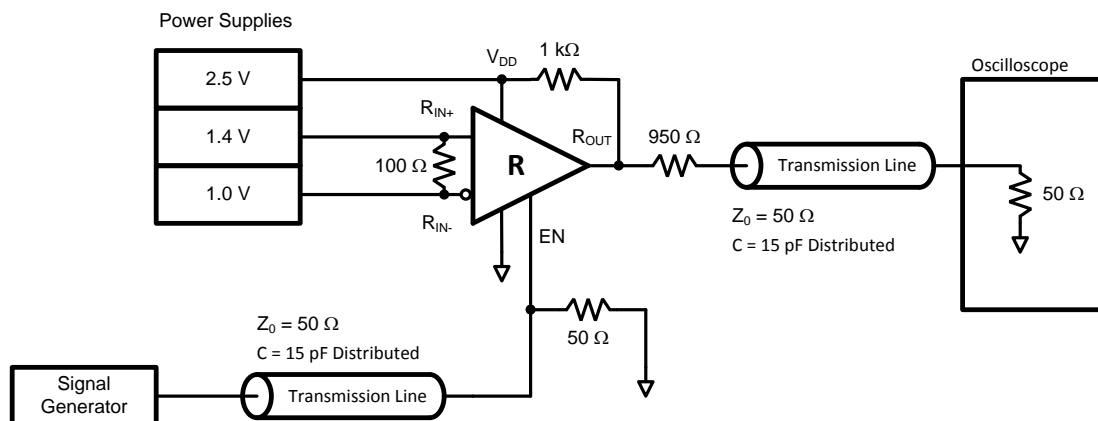 Power Supplies
2.5 V
1.4 V
1.0 V
V_DD
1 kΩ
R_IN+
R_IN-
100 Ω
R
R_OUT
EN
950 Ω
Transmission Line
Z_0 = 50 Ω
C = 15 pF Distributed
Oscilloscope
50 Ω
50 Ω
Z_0 = 50 Ω
C = 15 pF Distributed
Transmission Line
Signal
Generator